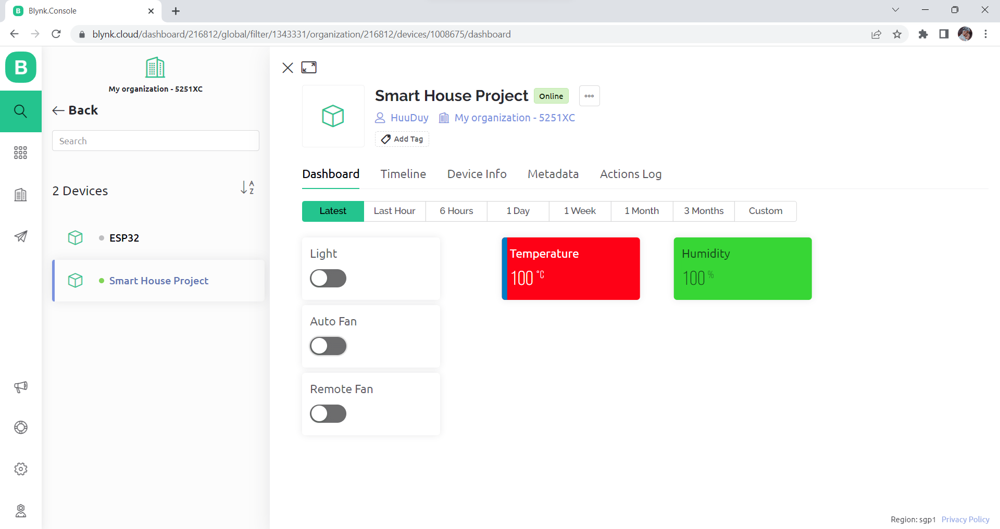 Blynk.Console
blynk.cloud/dashboard/216812/global/filter/1343331/organization/216812/devices/1008675/dashboard
B
My organization - 5251XC
Back
Search
2 Devices
A
Z
ESP32
Smart House Project
Smart House Project Online
HuuDuy My organization - 5251XC
Add Tag
Dashboard Timeline Device Info Metadata Actions Log
Latest Last Hour 6 Hours 1 Day 1 Week 1 Month 3 Months Custom
Light
Temperature
100 °C
Humidity
100 %
Auto Fan
Remote Fan
Region: sgp1 Privacy Policy